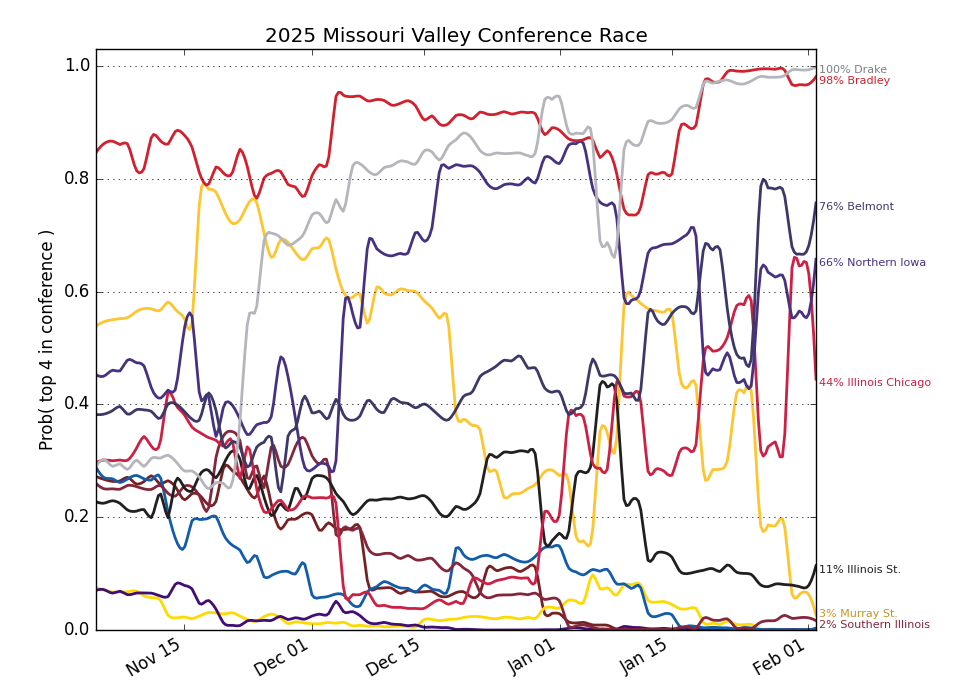 2025 Missouri Valley Conference Race
Prob( top 4 in conference )
1.0
0.8
0.6
0.4
0.2
0.0
Nov 15
Dec 01
Dec 15
Jan 01
Jan 15
Feb 01
100% Drake
98% Bradley
76% Belmont
66% Northern Iowa
44% Illinois Chicago
11% Illinois St.
3% Murray St.
2% Southern Illinois